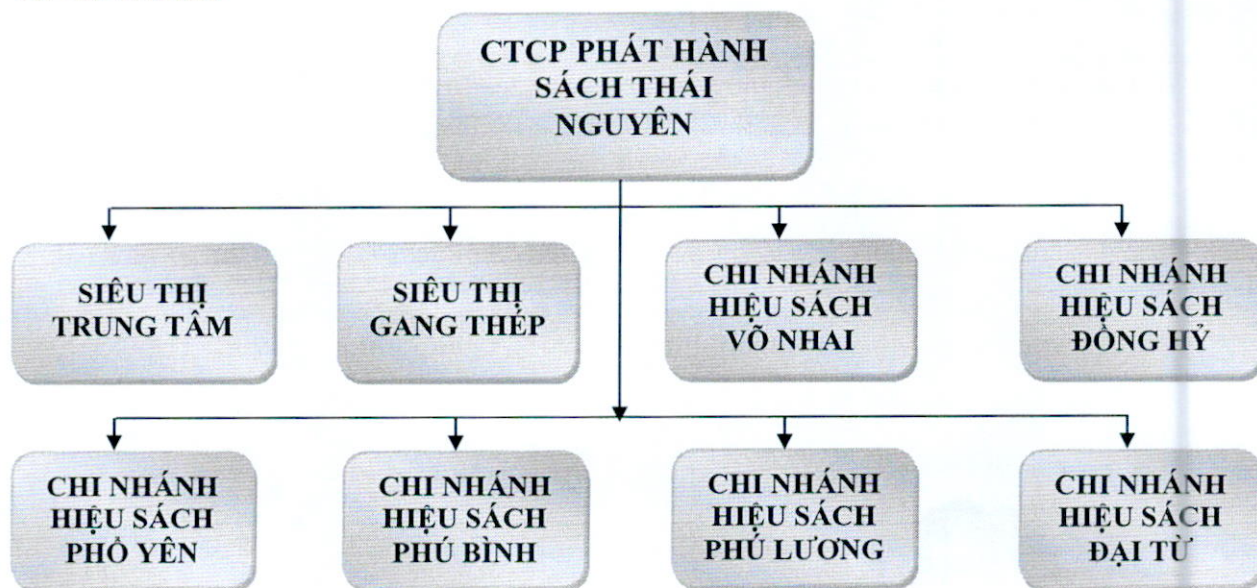 CTCP PHÁT HÀNH
SÁCH THÁI
NGUYÊN
SIÊU THỊ
TRUNG TÂM
SIÊU THỊ
GANG THÉP
CHI NHÁNH
HIỆU SÁCH
VÕ NHAI
CHI NHÁNH
HIỆU SÁCH
ĐỒNG HỶ
CHI NHÁNH
HIỆU SÁCH
PHỔ YÊN
CHI NHÁNH
HIỆU SÁCH
PHÚ BÌNH
CHI NHÁNH
HIỆU SÁCH
PHÚ LƯƠNG
CHI NHÁNH
HIỆU SÁCH
ĐẠI TỪ